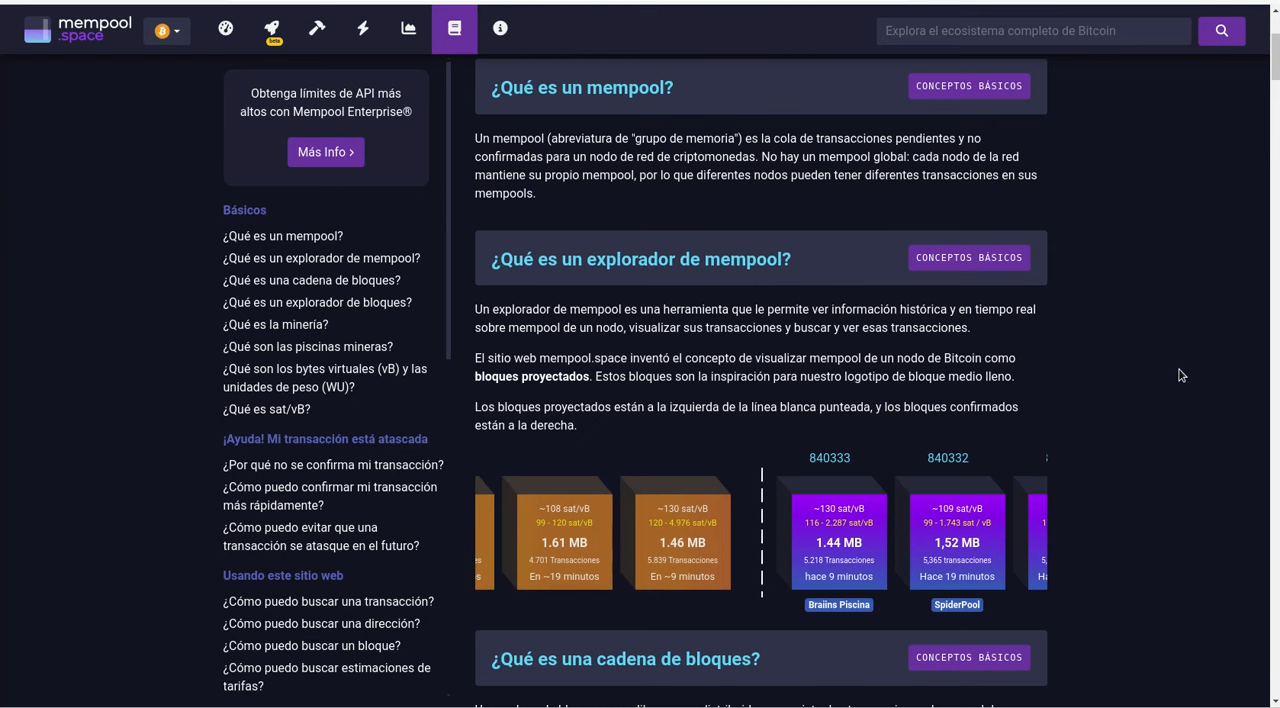 mempool
.space
beta
Explora el ecosistema completo de Bitcoin
Obtenga límites de API más
altos con Mempool Enterprise®
Más Info
Básicos
¿Qué es un mempool?
¿Qué es un explorador de mempool?
¿Qué es una cadena de bloques?
¿Qué es un explorador de bloques?
¿Qué es la minería?
¿Qué son las piscinas mineras?
¿Qué son los bytes virtuales (vB) y las
unidades de peso (WU)?
¿Qué es sat/vB?
¡Ayuda! Mi transacción está atascada
¿Por qué no se confirma mi transacción?
¿Cómo puedo confirmar mi transacción
más rápidamente?
¿Cómo puedo evitar que una
transacción se atasque en el futuro?
Usando este sitio web
¿Cómo puedo buscar una transacción?
¿Cómo puedo buscar una dirección?
¿Cómo puedo buscar un bloque?
¿Cómo puedo buscar estimaciones de
tarifas?
¿Qué es un mempool?
CONCEPTOS BÁSICOS
Un mempool (abreviatura de "grupo de memoria") es la cola de transacciones pendientes y no
confirmadas para un nodo de red de criptomonedas. No hay un mempool global: cada nodo de la red
mantiene su propio mempool, por lo que diferentes nodos pueden tener diferentes transacciones en sus
mempools.
¿Qué es un explorador de mempool?
CONCEPTOS BÁSICOS
Un explorador de mempool es una herramienta que le permite ver información histórica y en tiempo real
sobre mempool de un nodo, visualizar sus transacciones y buscar y ver esas transacciones.
El sitio web mempool.space inventó el concepto de visualizar mempool de un nodo de Bitcoin como
bloques proyectados. Estos bloques son la inspiración para nuestro logotipo de bloque medio lleno.
Los bloques proyectados están a la izquierda de la línea blanca punteada, y los bloques confirmados
están a la derecha.
840333
840332
~108 sat/vB
99 - 120 sat/vB
1.61 MB
4.701 Transacciones
En ~19 minutos
~130 sat/vB
120 - 4.976 sat/vB
1.46 MB
5.839 Transacciones
En ~9 minutos
~130 sat/vB
116 - 2.287 sat/vB
1.44 MB
5.218 Transacciones
hace 9 minutos
Braiins Piscina
~109 sat/vB
99 - 1.743 sat / vB
1,52 MB
5,365 transacciones
Hace 19 minutos
SpiderPool
¿Qué es una cadena de bloques?
CONCEPTOS BÁSICOS